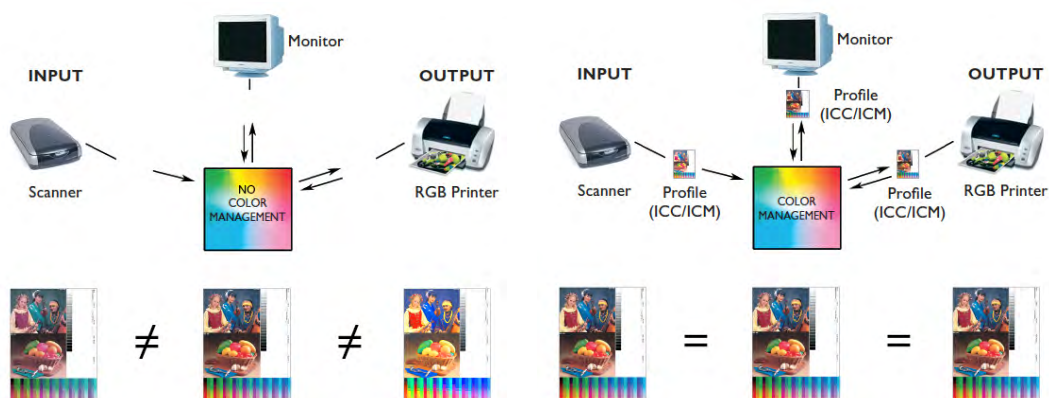 Monitor
INPUT
OUTPUT
Scanner
NO
COLOR
MANAGEMENT
RGB Printer
≠
≠
Monitor
INPUT
OUTPUT
Profile
(ICC/ICM)
Scanner
Profile
(ICC/ICM)
COLOR
MANAGEMENT
Profile
(ICC/ICM)
RGB Printer
=
=